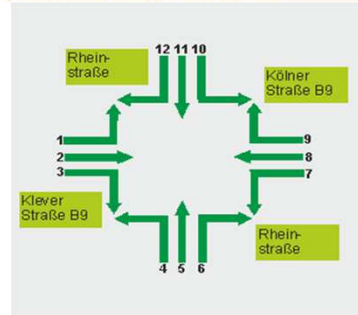 12 11 10
Rhein-
straße
Kölner
Straße B9
1
2
3
9
8
7
Klever
Straße B9
Rhein-
straße
4 5 6